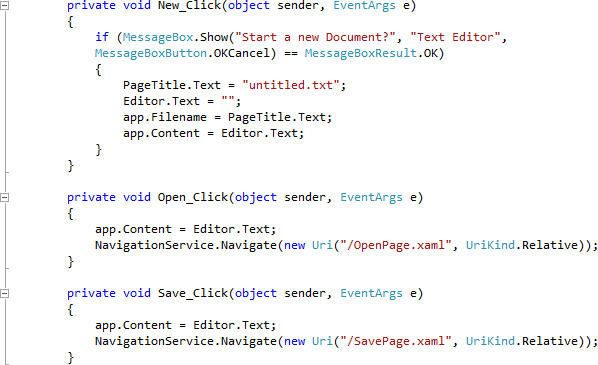 private void New_Click(object sender, EventArgs e)
{
if (MessageBox.Show("Start a new Document?", "Text Editor",
MessageBoxButton.OKCancel) == MessageBoxResult.OK)
{
PageTitle.Text = "untitled.txt";
Editor.Text = "";
app.Filename = PageTitle.Text;
app.Content = Editor.Text;
}
}
private void Open_Click(object sender, EventArgs e)
{
app.Content = Editor.Text;
NavigationService.Navigate(new Uri("/OpenPage.xaml", UriKind.Relative));
}
private void Save_Click(object sender, EventArgs e)
{
app.Content = Editor.Text;
NavigationService.Navigate(new Uri("/SavePage.xaml", UriKind.Relative));
}